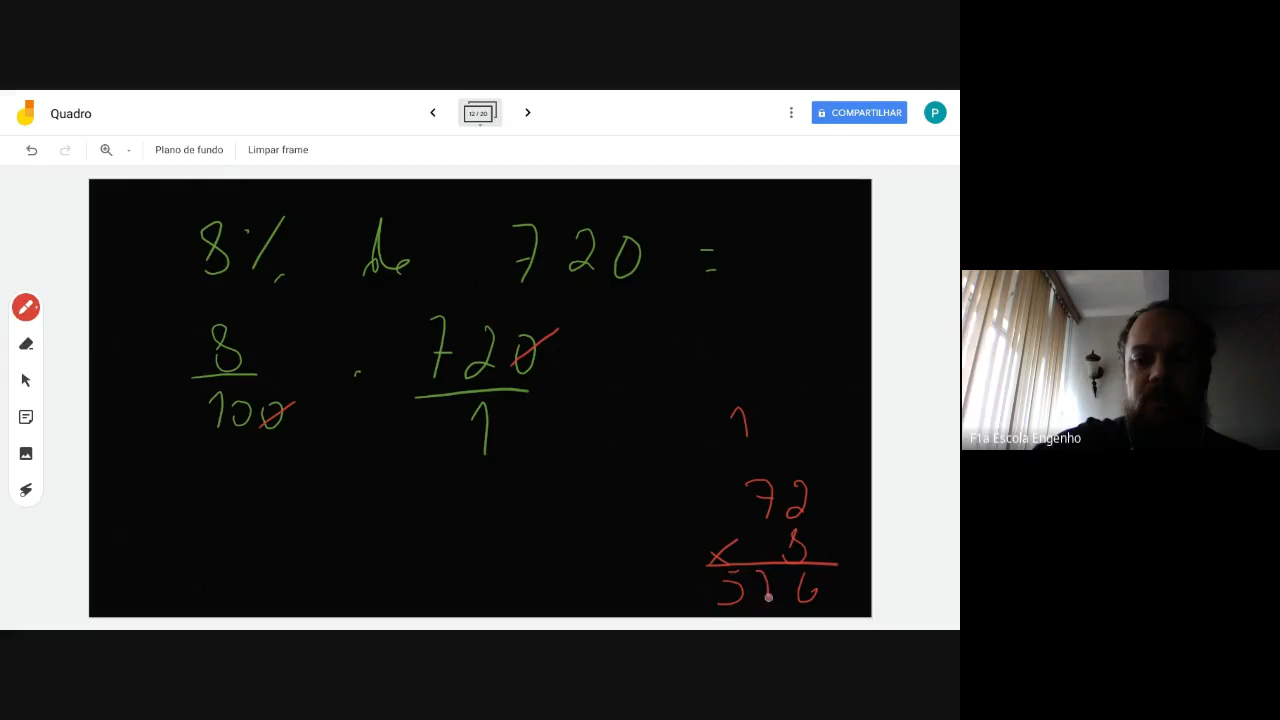 Quadro
12 / 20
COMPARTILHAR
P
Plano de fundo
Limpar frame
8% de 720 =
8/100 · 720/1
1
72
x 8
576
F1a Escola Engenho